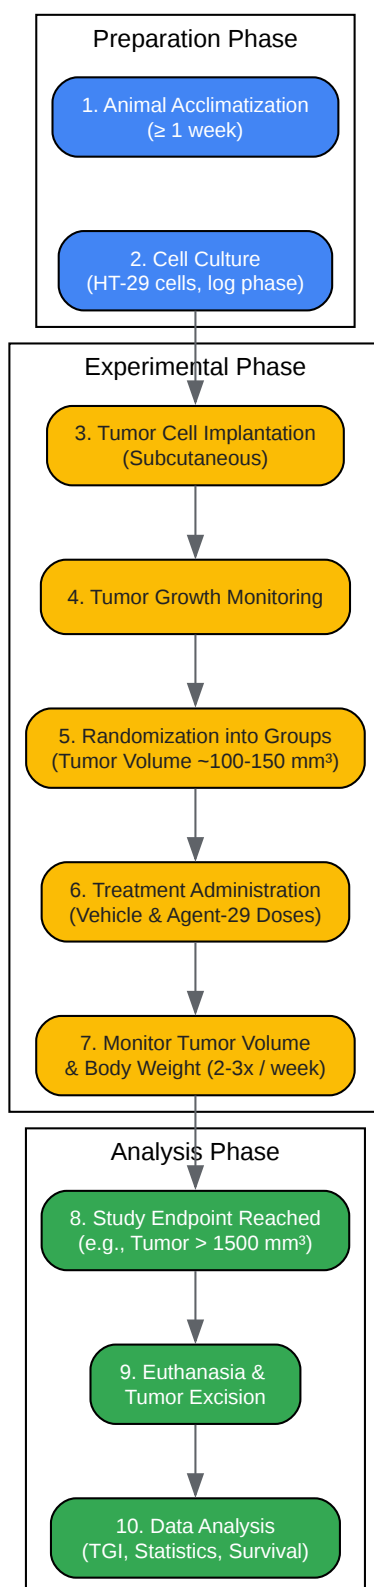 Preparation Phase
1. Animal Acclimatization
(≥ 1 week)
2. Cell Culture
(HT-29 cells, log phase)
Experimental Phase
3. Tumor Cell Implantation
(Subcutaneous)
4. Tumor Growth Monitoring
5. Randomization into Groups
(Tumor Volume ~100-150 mm³)
6. Treatment Administration
(Vehicle & Agent-29 Doses)
7. Monitor Tumor Volume
& Body Weight (2-3x / week)
Analysis Phase
8. Study Endpoint Reached
(e.g., Tumor > 1500 mm³)
9. Euthanasia &
Tumor Excision
10. Data Analysis
(TGI, Statistics, Survival)